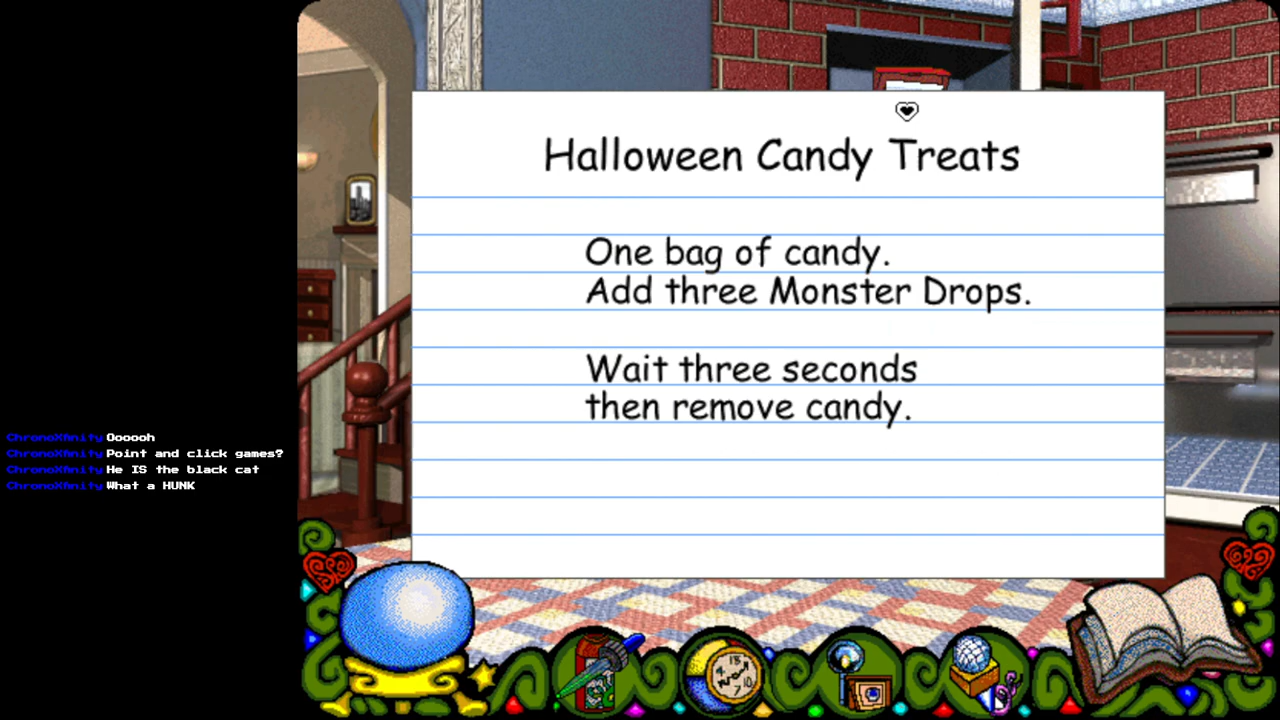 Halloween Candy Treats
One bag of candy.
Add three Monster Drops.
Wait three seconds
then remove candy.
ChronoXAnity Oooooh
ChronoXAnity Point and click games?
ChronoXAnity He IS the black cat
ChronoXAnity What a HUNK